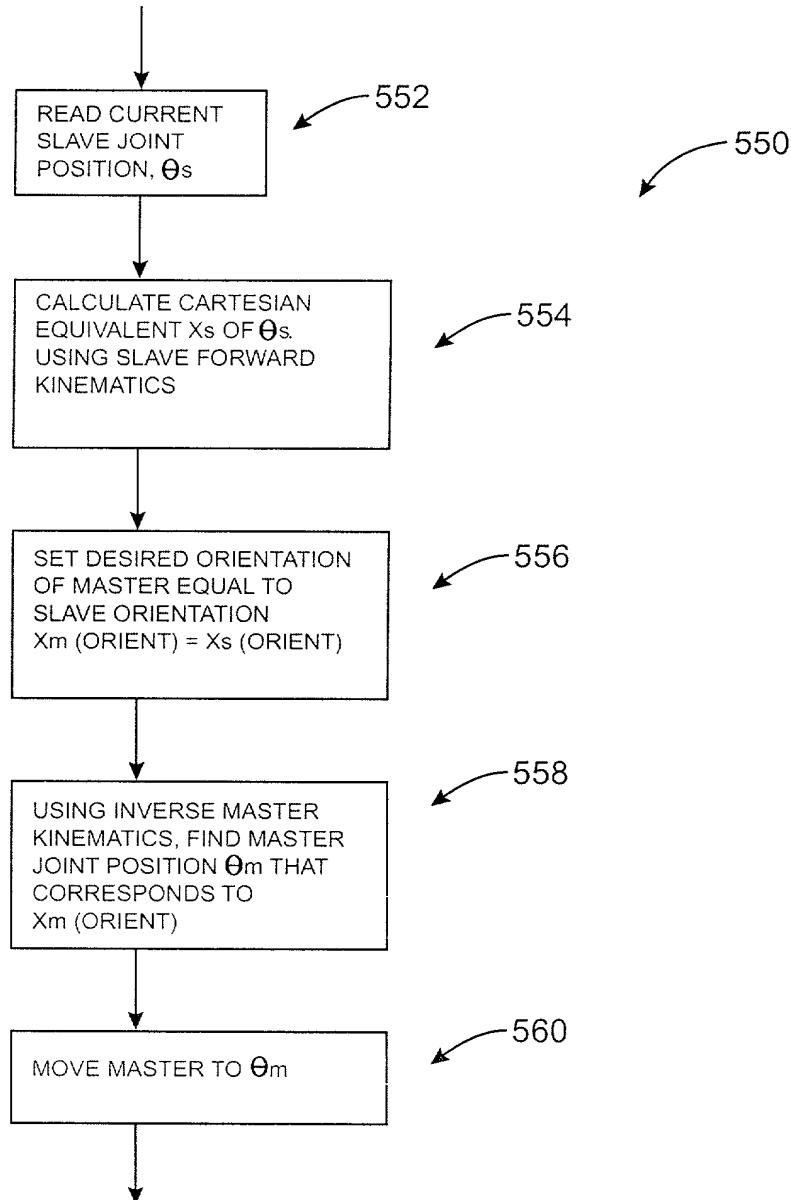 READ CURRENT
SLAVE JOINT
POSITION, Θs
552
550
CALCULATE CARTESIAN
EQUIVALENT Xs OF Θs.
USING SLAVE FORWARD
KINEMATICS
554
SET DESIRED ORIENTATION
OF MASTER EQUAL TO
SLAVE ORIENTATION
Xm (ORIENT) = Xs (ORIENT)
556
USING INVERSE MASTER
KINEMATICS, FIND MASTER
JOINT POSITION Θm THAT
CORRESPONDS TO
Xm (ORIENT)
558
MOVE MASTER TO Θm
560